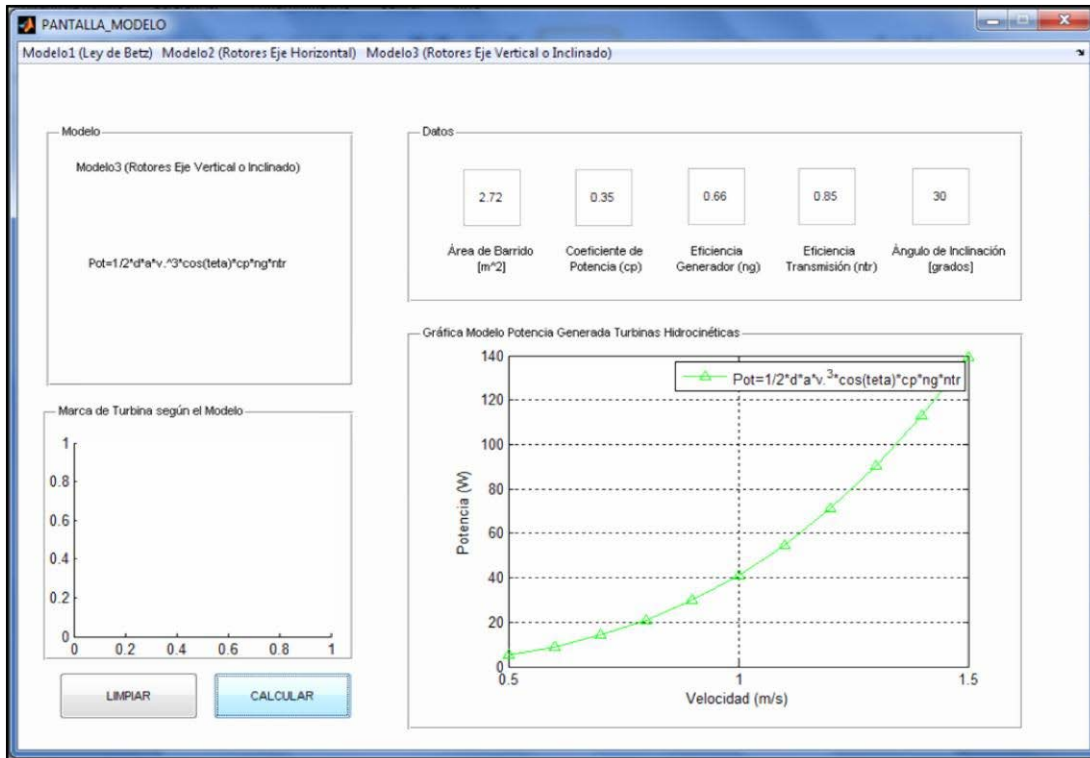 PANTALLA_MODELO
Modelo1 (Ley de Betz) Modelo2 (Rotores Eje Horizontal) Modelo3 (Rotores Eje Vertical o Inclinado)
Modelo
Modelo3 (Rotores Eje Vertical o Inclinado)
Pot=1/2*d*a*v.^3*cos(teta)*cp*ng*ntr
Datos
2.72
0.35
0.66
0.85
30
Área de Barrido
[m^2]
Coeficiente de
Potencia (cp)
Eficiencia
Generador (ng)
Eficiencia
Transmisión (ntr)
Ángulo de Inclinación
[grados]
Marca de Turbina según el Modelo
1
0.8
0.6
0.4
0.2
0
0 0.2 0.4 0.6 0.8 1
LIMPIAR
CALCULAR
Gráfica Modelo Potencia Generada Turbinas Hidrocinéticas
Pot=1/2*d*a*v.³*cos(teta)*cp*ng*ntr
140
120
100
80
60
40
20
0
Potencia (W)
0.5 1 1.5
Velocidad (m/s)